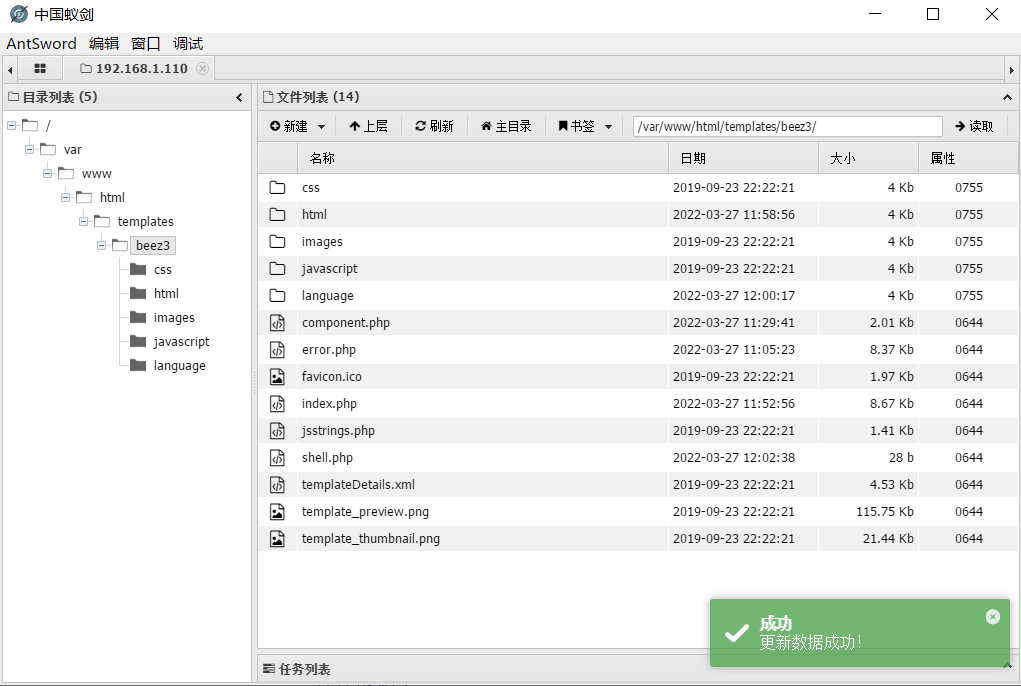 中国蚁剑
AntSword 编辑 窗口 调试
192.168.1.110
目录列表 (5)
/
var
www
html
templates
beez3
css
html
images
javascript
language
文件列表 (14)
新建 上层 刷新 主目录 书签 /var/www/html/templates/beez3/ 读取
名称 日期 大小 属性
css 2019-09-23 22:22:21 4 Kb 0755
html 2022-03-27 11:58:56 4 Kb 0755
images 2019-09-23 22:22:21 4 Kb 0755
javascript 2019-09-23 22:22:21 4 Kb 0755
language 2022-03-27 12:00:17 4 Kb 0755
component.php 2022-03-27 11:29:41 2.01 Kb 0644
error.php 2022-03-27 11:05:23 8.37 Kb 0644
favicon.ico 2019-09-23 22:22:21 1.97 Kb 0644
index.php 2022-03-27 11:52:56 8.67 Kb 0644
jsstrings.php 2019-09-23 22:22:21 1.41 Kb 0644
shell.php 2022-03-27 12:02:38 28 b 0644
templateDetails.xml 2019-09-23 22:22:21 4.53 Kb 0644
template_preview.png 2019-09-23 22:22:21 115.75 Kb 0644
template_thumbnail.png 2019-09-23 22:22:21 21.44 Kb 0644
成功
更新数据成功！
任务列表